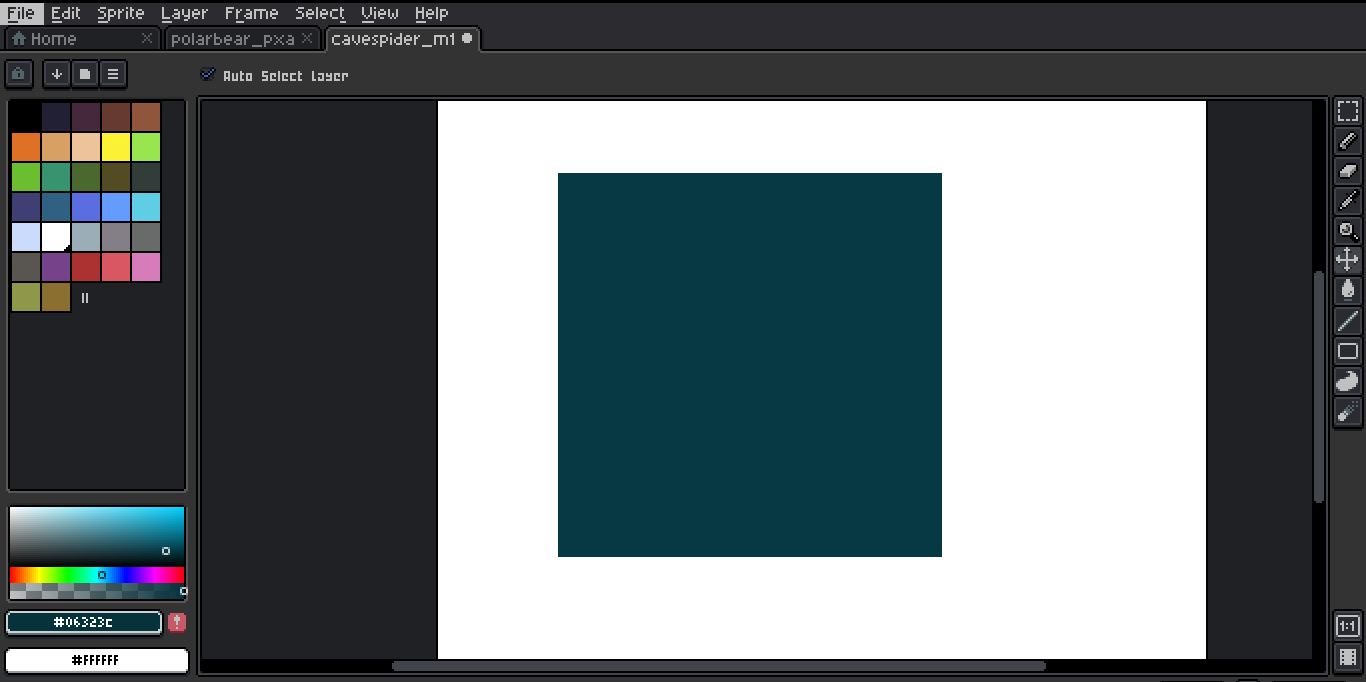 File Edit Sprite Layer Frame Select View Help
Home polarbear_pxa cavespider_m1
Auto Select Layer
#06323c
#FFFFFF
1:1